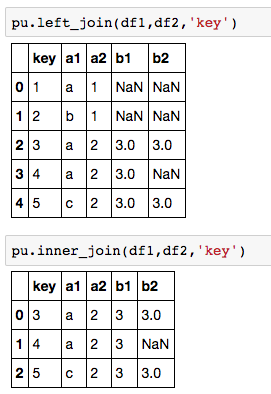 pu.left_join(df1,df2,'key')
key a1 a2 b1 b2
0 1 a 1 NaN NaN
1 2 b 1 NaN NaN
2 3 a 2 3.0 3.0
3 4 a 2 3.0 NaN
4 5 c 2 3.0 3.0
pu.inner_join(df1,df2,'key')
key a1 a2 b1 b2
0 3 a 2 3 3.0
1 4 a 2 3 NaN
2 5 c 2 3 3.0